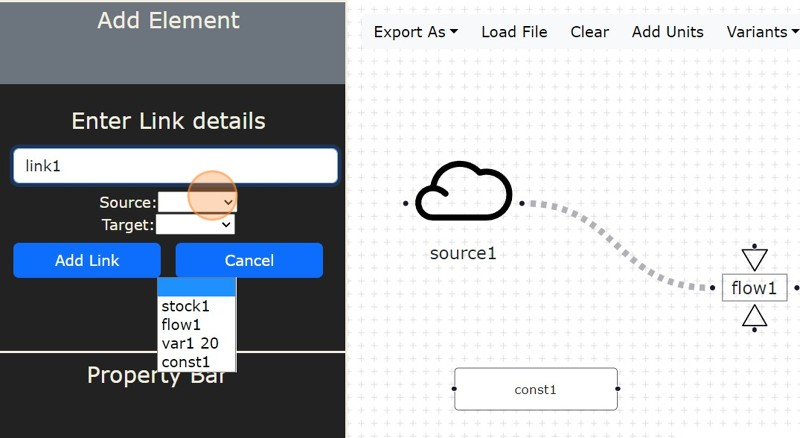 Add Element
Export As Load File Clear Add Units Variants
Enter Link details
link1
Source:
Target:
Add Link Cancel
source1
stock1
flow1
var1 20
const1
flow1
Property Bar
const1